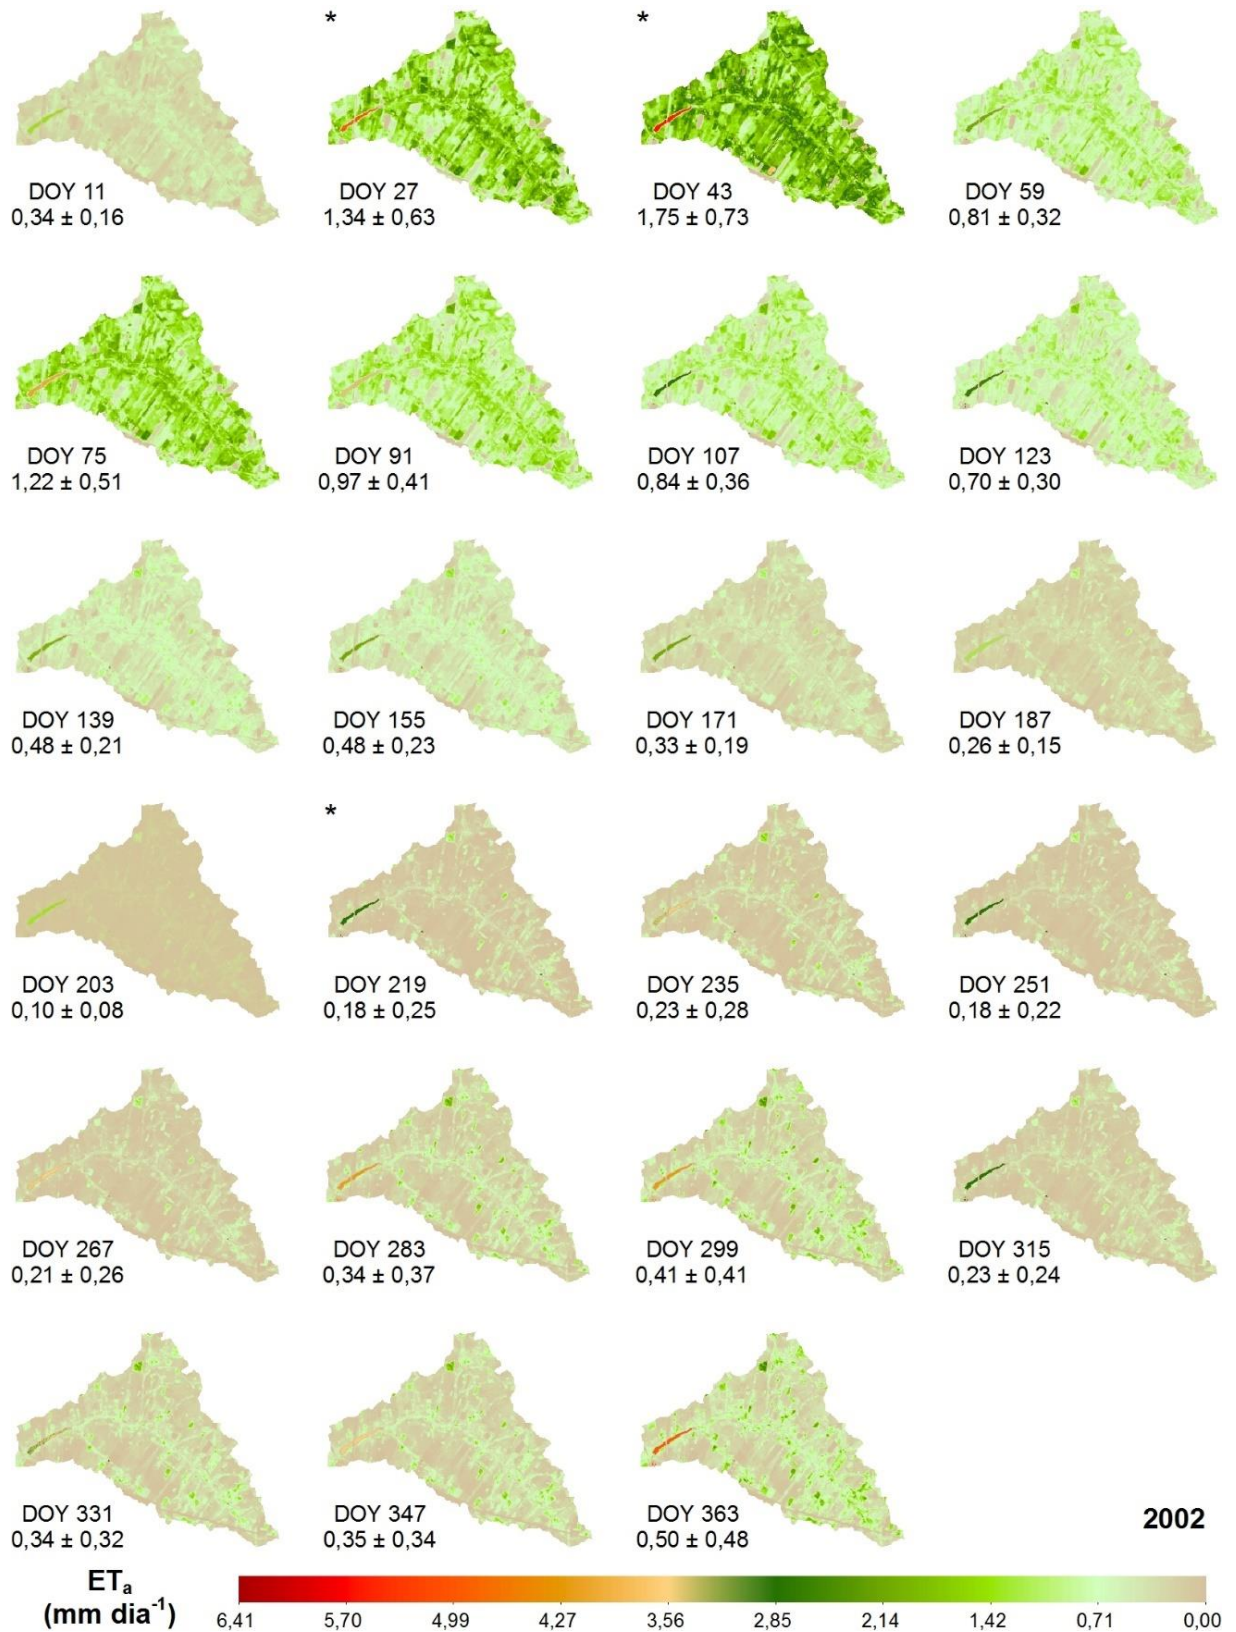 *
*
DOY 11
0,34 ± 0,16
DOY 27
1,34 ± 0,63
DOY 43
1,75 ± 0,73
DOY 59
0,81 ± 0,32
DOY 75
1,22 ± 0,51
DOY 91
0,97 ± 0,41
DOY 107
0,84 ± 0,36
DOY 123
0,70 ± 0,30
DOY 139
0,48 ± 0,21
DOY 155
0,48 ± 0,23
DOY 171
0,33 ± 0,19
DOY 187
0,26 ± 0,15
*
DOY 203
0,10 ± 0,08
DOY 219
0,18 ± 0,25
DOY 235
0,23 ± 0,28
DOY 251
0,18 ± 0,22
DOY 267
0,21 ± 0,26
DOY 283
0,34 ± 0,37
DOY 299
0,41 ± 0,41
DOY 315
0,23 ± 0,24
DOY 331
0,34 ± 0,32
DOY 347
0,35 ± 0,34
DOY 363
0,50 ± 0,48
2002
ETₐ
(mm dia⁻¹)
6,41 5,70 4,99 4,27 3,56 2,85 2,14 1,42 0,71 0,00